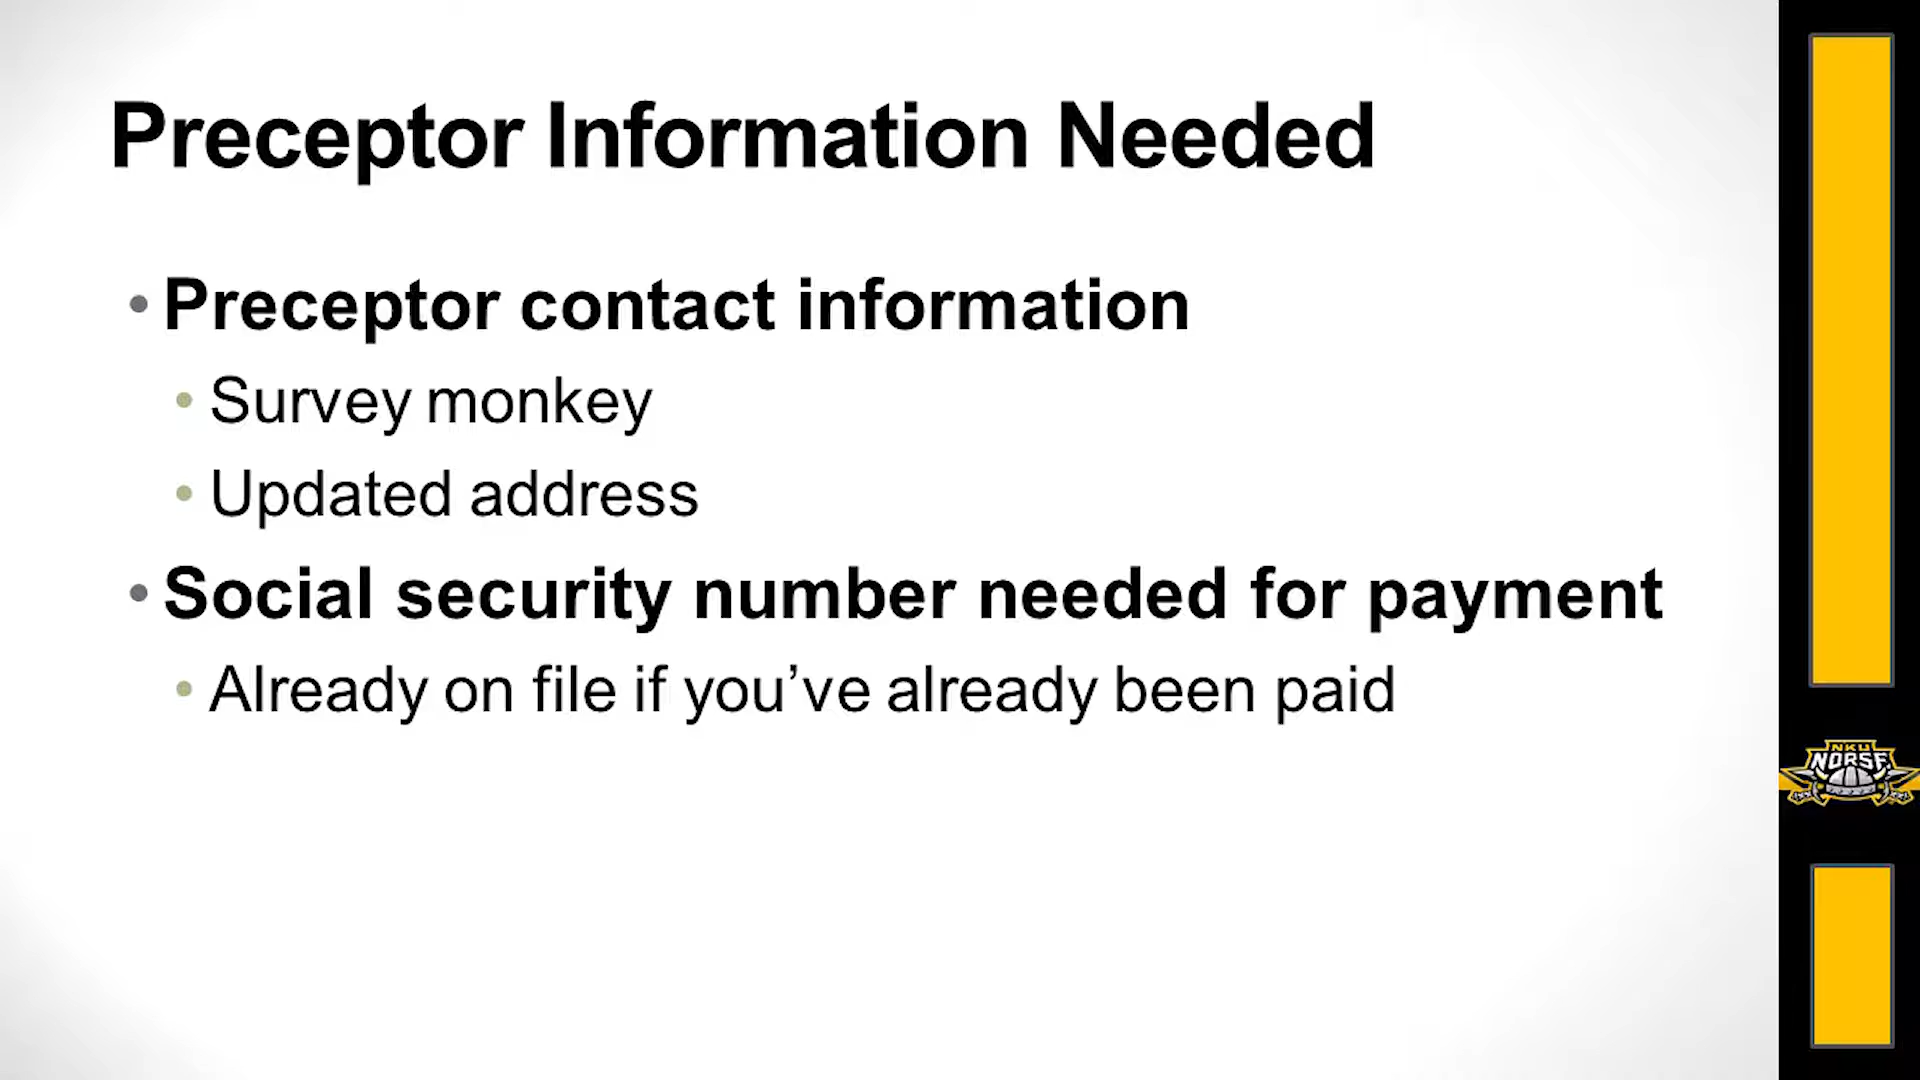 Preceptor Information Needed
• Preceptor contact information
• Survey monkey
• Updated address
• Social security number needed for payment
• Already on file if you’ve already been paid
NKU
NORSE